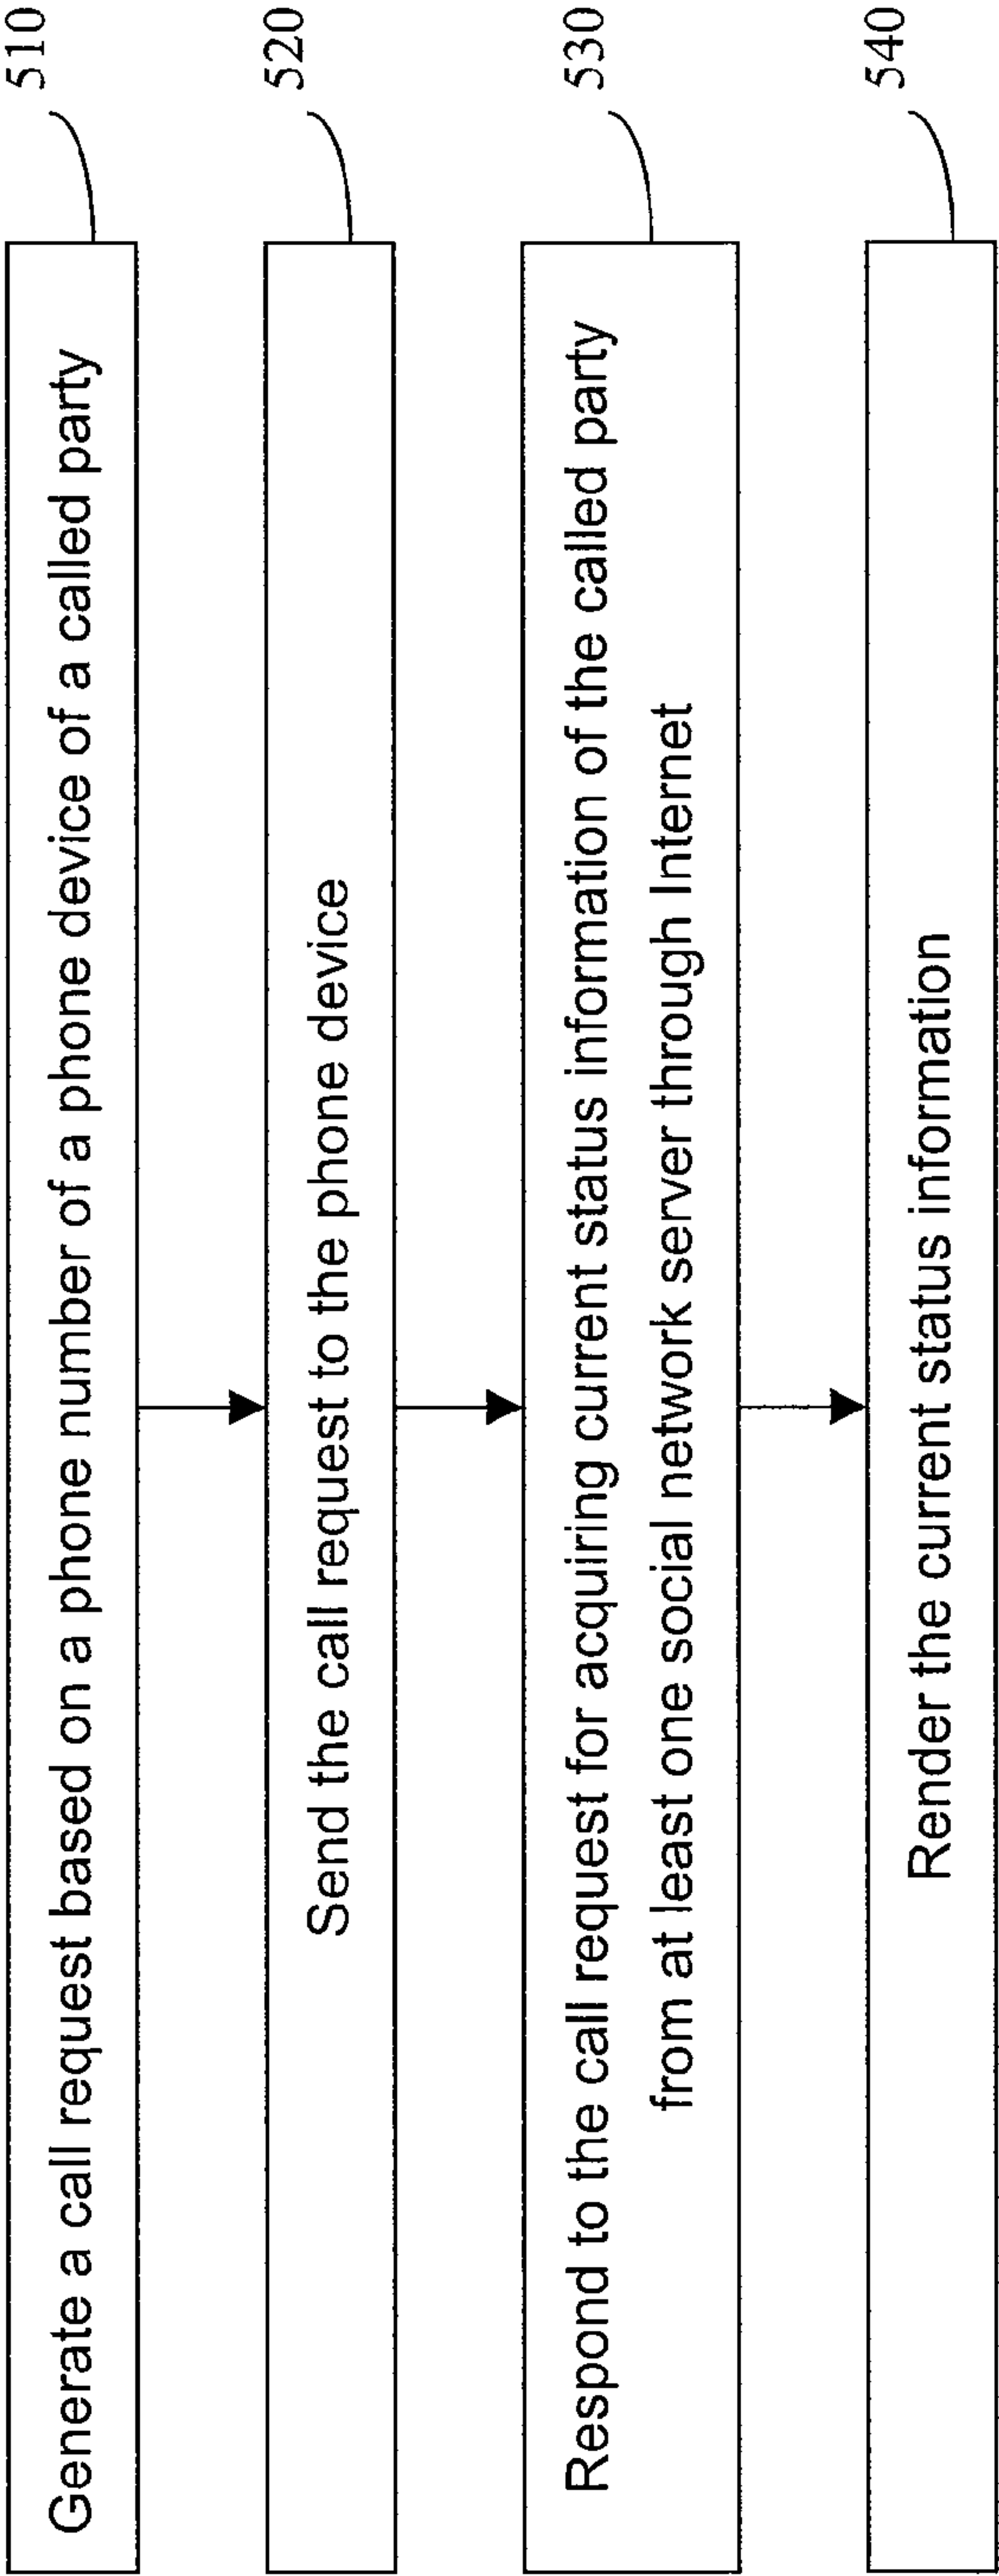 Generate a call request based on a phone number of a phone device of a called party
510
Send the call request to the phone device
520
Respond to the call request for acquiring current status information of the called party
from at least one social network server through Internet
530
Render the current status information
540